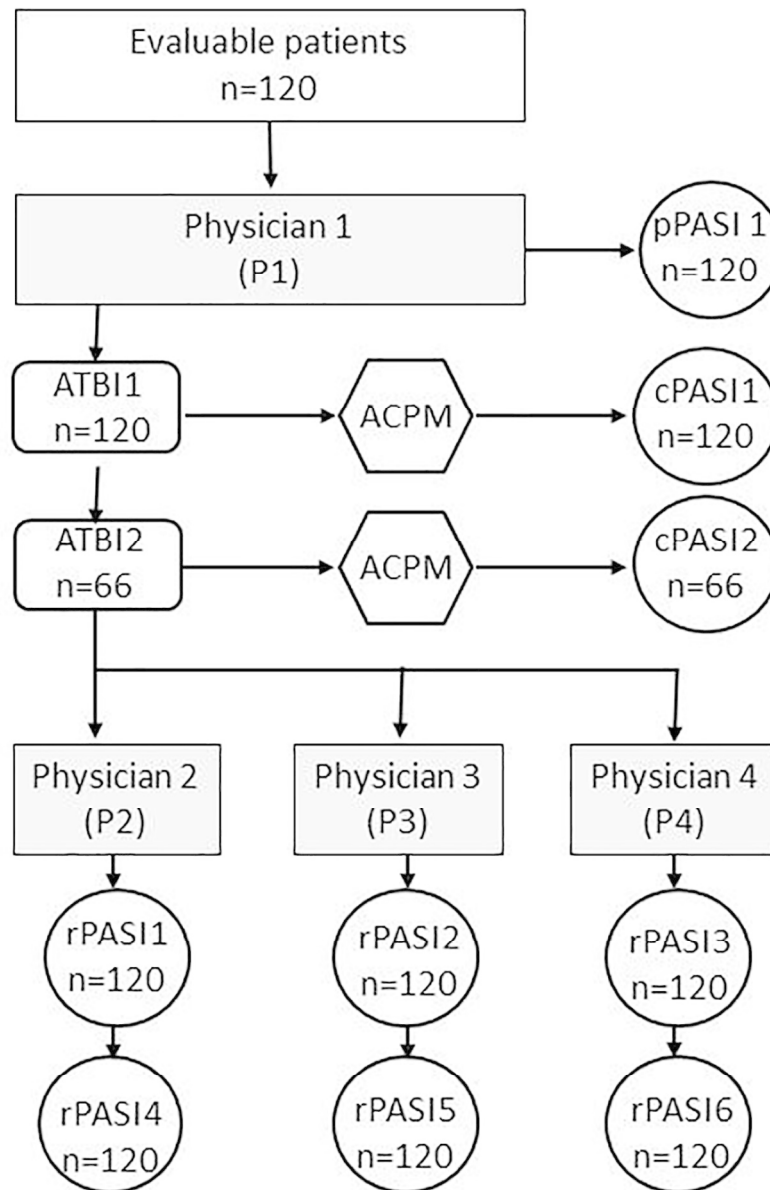 Evaluable patients
n=120
Physician 1
(P1)
pPASI 1
n=120
ATBI1
n=120
ACPM
cPASI1
n=120
ATBI2
n=66
ACPM
cPASI2
n=66
Physician 2
(P2)
Physician 3
(P3)
Physician 4
(P4)
rPASI1
n=120
rPASI2
n=120
rPASI3
n=120
rPASI4
n=120
rPASI5
n=120
rPASI6
n=120